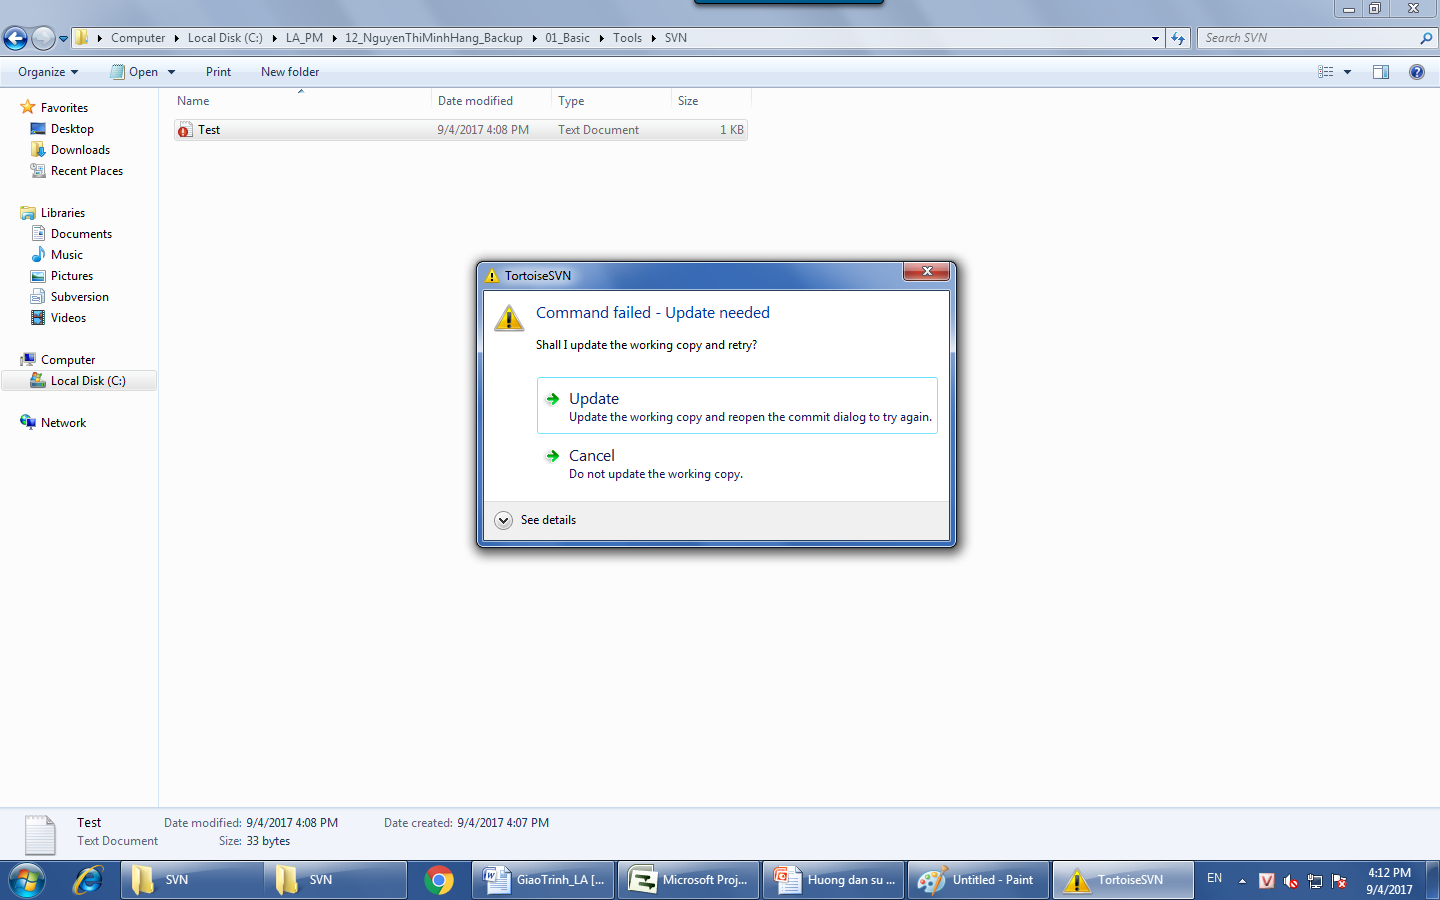 Computer Local Disk (C:) LA_PM 12_NguyenThiMinhHang_Backup 01_Basic Tools SVN
Search SVN
Organize Open Print New folder
Name Date modified Type Size
Test 9/4/2017 4:08 PM Text Document 1 KB
Favorites
Desktop
Downloads
Recent Places
Libraries
Documents
Music
Pictures
Subversion
Videos
Computer
Local Disk (C:)
Network
TortoiseSVN
Command failed - Update needed
Shall I update the working copy and retry?
Update
Update the working copy and reopen the commit dialog to try again.
Cancel
Do not update the working copy.
See details
Test Date modified: 9/4/2017 4:08 PM Date created: 9/4/2017 4:07 PM
Text Document Size: 33 bytes
SVN SVN GiaoTrinh_LA [... Microsoft Proj... Huong dan su ... Untitled - Paint TortoiseSVN EN 4:12 PM
9/4/2017